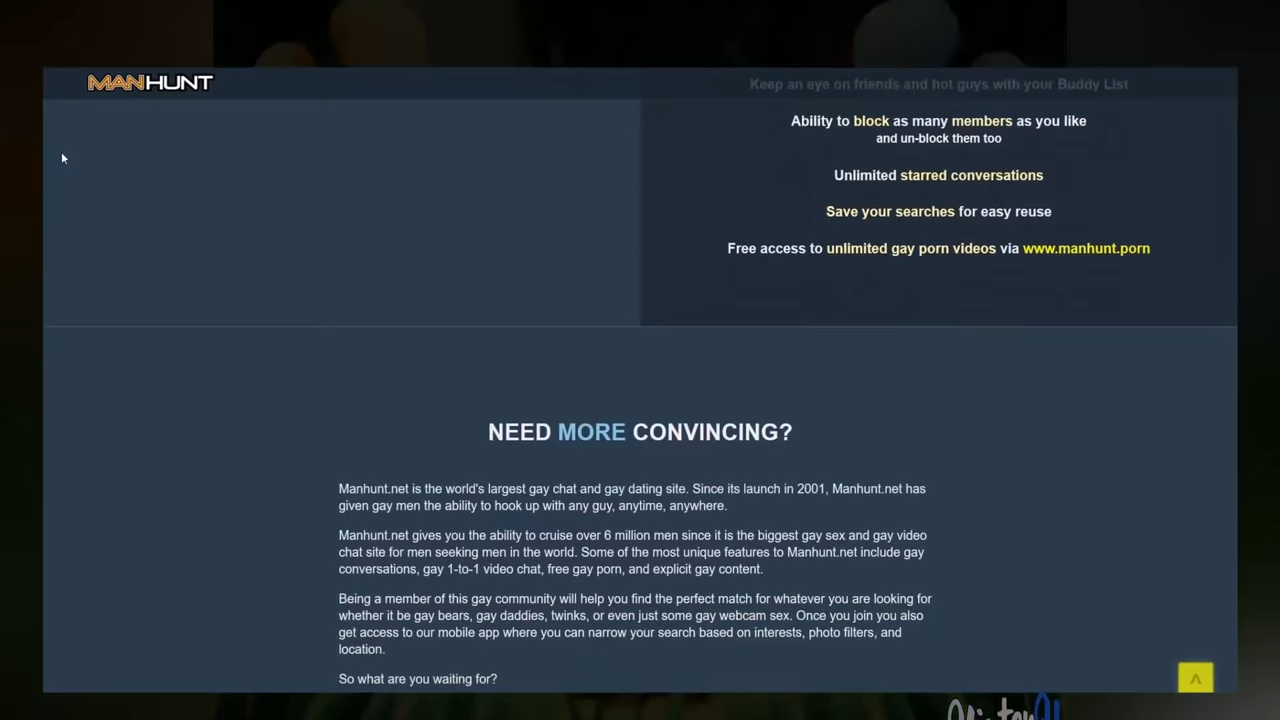 MANHUNT
Keep an eye on friends and hot guys with your Buddy List
Ability to block as many members as you like
and un-block them too
Unlimited starred conversations
Save your searches for easy reuse
Free access to unlimited gay porn videos via www.manhunt.porn
NEED MORE CONVINCING?
Manhunt.net is the world's largest gay chat and gay dating site. Since its launch in 2001, Manhunt.net has
given gay men the ability to hook up with any guy, anytime, anywhere.
Manhunt.net gives you the ability to cruise over 6 million men since it is the biggest gay sex and gay video
chat site for men seeking men in the world. Some of the most unique features to Manhunt.net include gay
conversations, gay 1-to-1 video chat, free gay porn, and explicit gay content.
Being a member of this gay community will help you find the perfect match for whatever you are looking for
whether it be gay bears, gay daddies, twinks, or even just some gay webcam sex. Once you join you also
get access to our mobile app where you can narrow your search based on interests, photo filters, and
location.
So what are you waiting for?